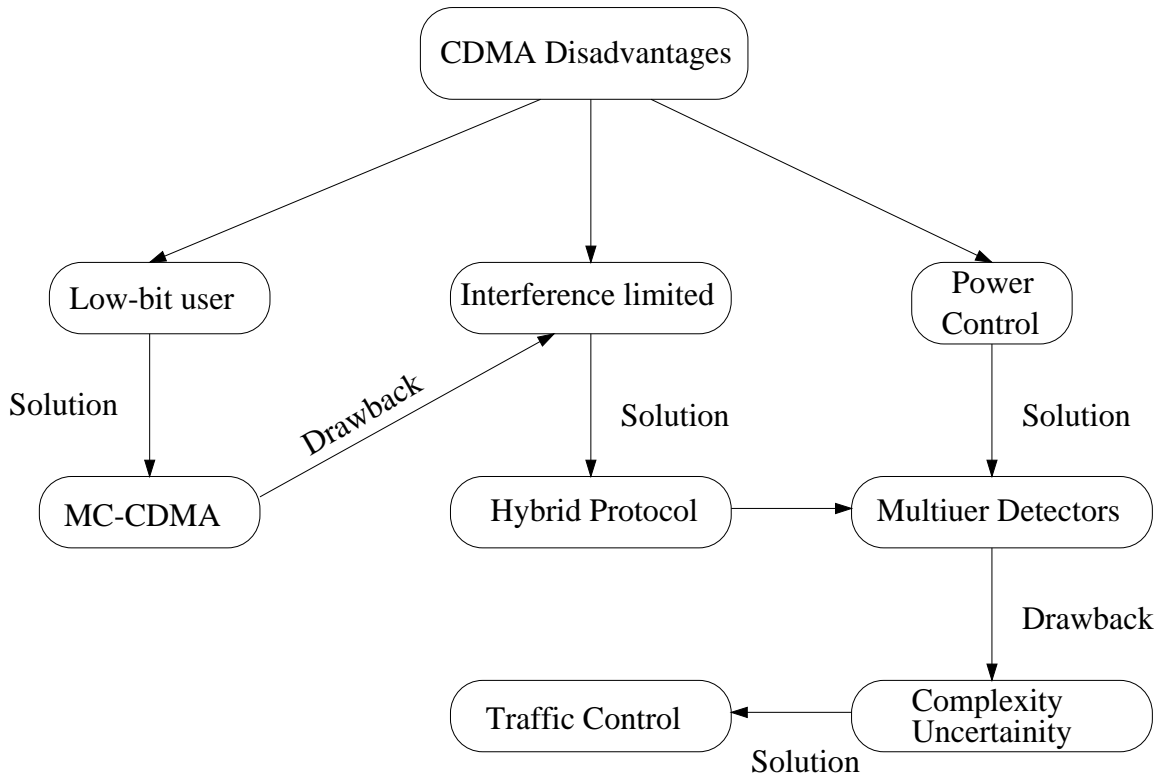 CDMA Disadvantages
Low-bit user
Interference limited
Power
Control
Solution
Drawback
Solution
Solution
MC-CDMA
Hybrid Protocol
Multiuer Detectors
Drawback
Traffic Control
Complexity
Uncertainity
Solution